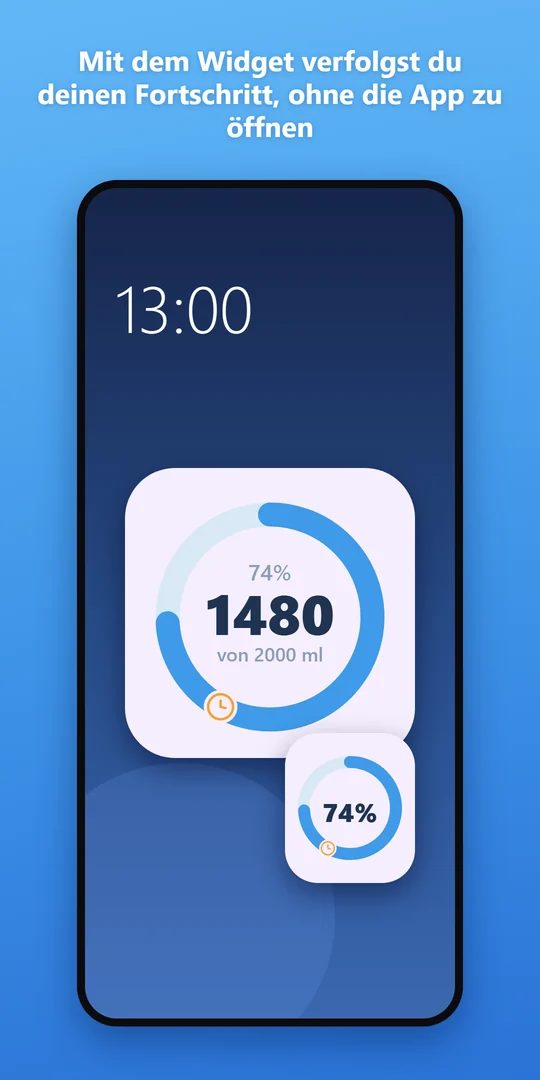 Mit dem Widget verfolgst du
deinen Fortschritt, ohne die App zu
öffnen
13:00
74%
1480
von 2000 ml
74%